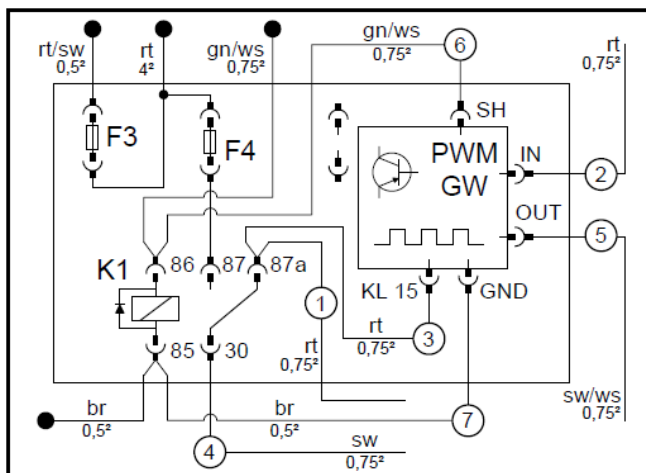 rt/sw
0,5²
rt
4²
gn/ws
0,75²
gn/ws
0,75²
6
rt
0,75²
F3
F4
SH
PWM
GW
IN
2
OUT
5
K1
86
87
87a
KL 15
GND
1
rt
0,75²
3
85
30
rt
0,75²
br
0,5²
br
0,5²
7
sw/ws
0,75²
4
sw
0,75²